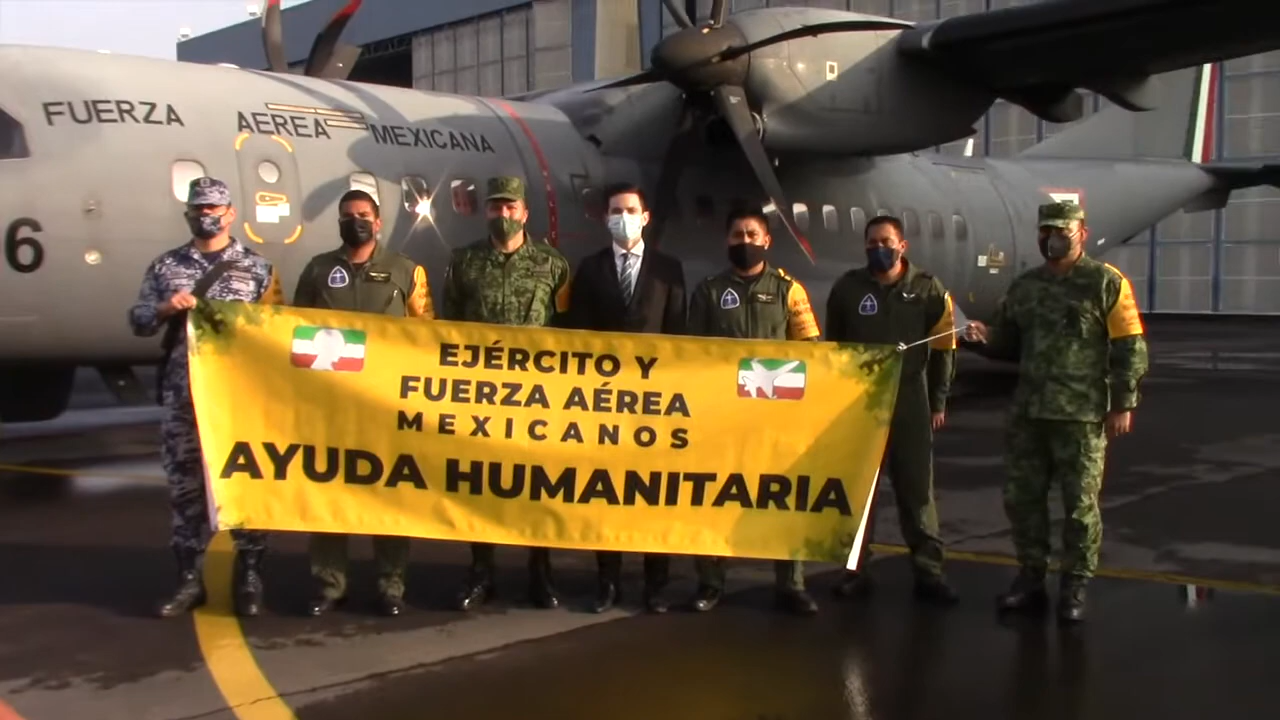 FUERZA AEREA MEXICANA
6
EJÉRCITO Y
FUERZA AÉREA
MEXICANOS
AYUDA HUMANITARIA